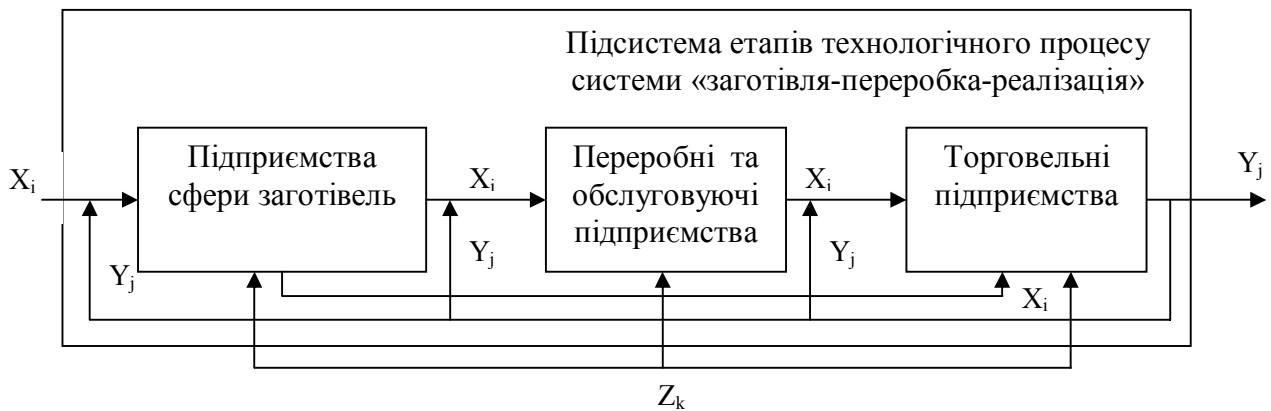 Підсистема етапів технологічного процесу
системи «заготівля-переробка-реалізація»
Підприємства
сфери заготівель
Переробні та
обслуговуючі
підприємства
Торговельні
підприємства
Xi
Xi
Xi
Yj
Yj
Yj
Yj
Xi
Zk